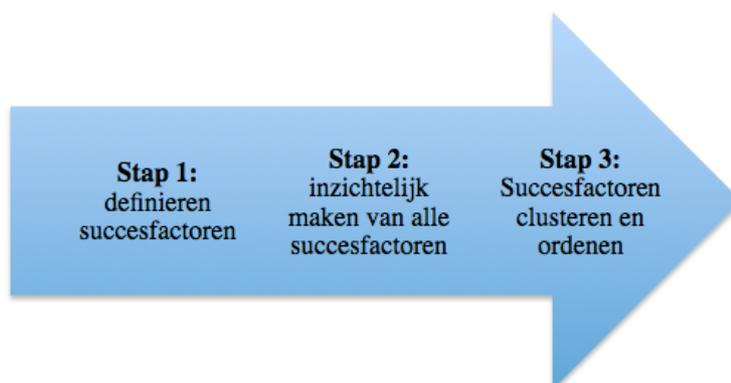 Stap 1:
definieren
succesfactoren
Stap 2:
inzichtelijk
maken van alle
succesfactoren
Stap 3:
Succesfactoren
clusteren en
ordenen